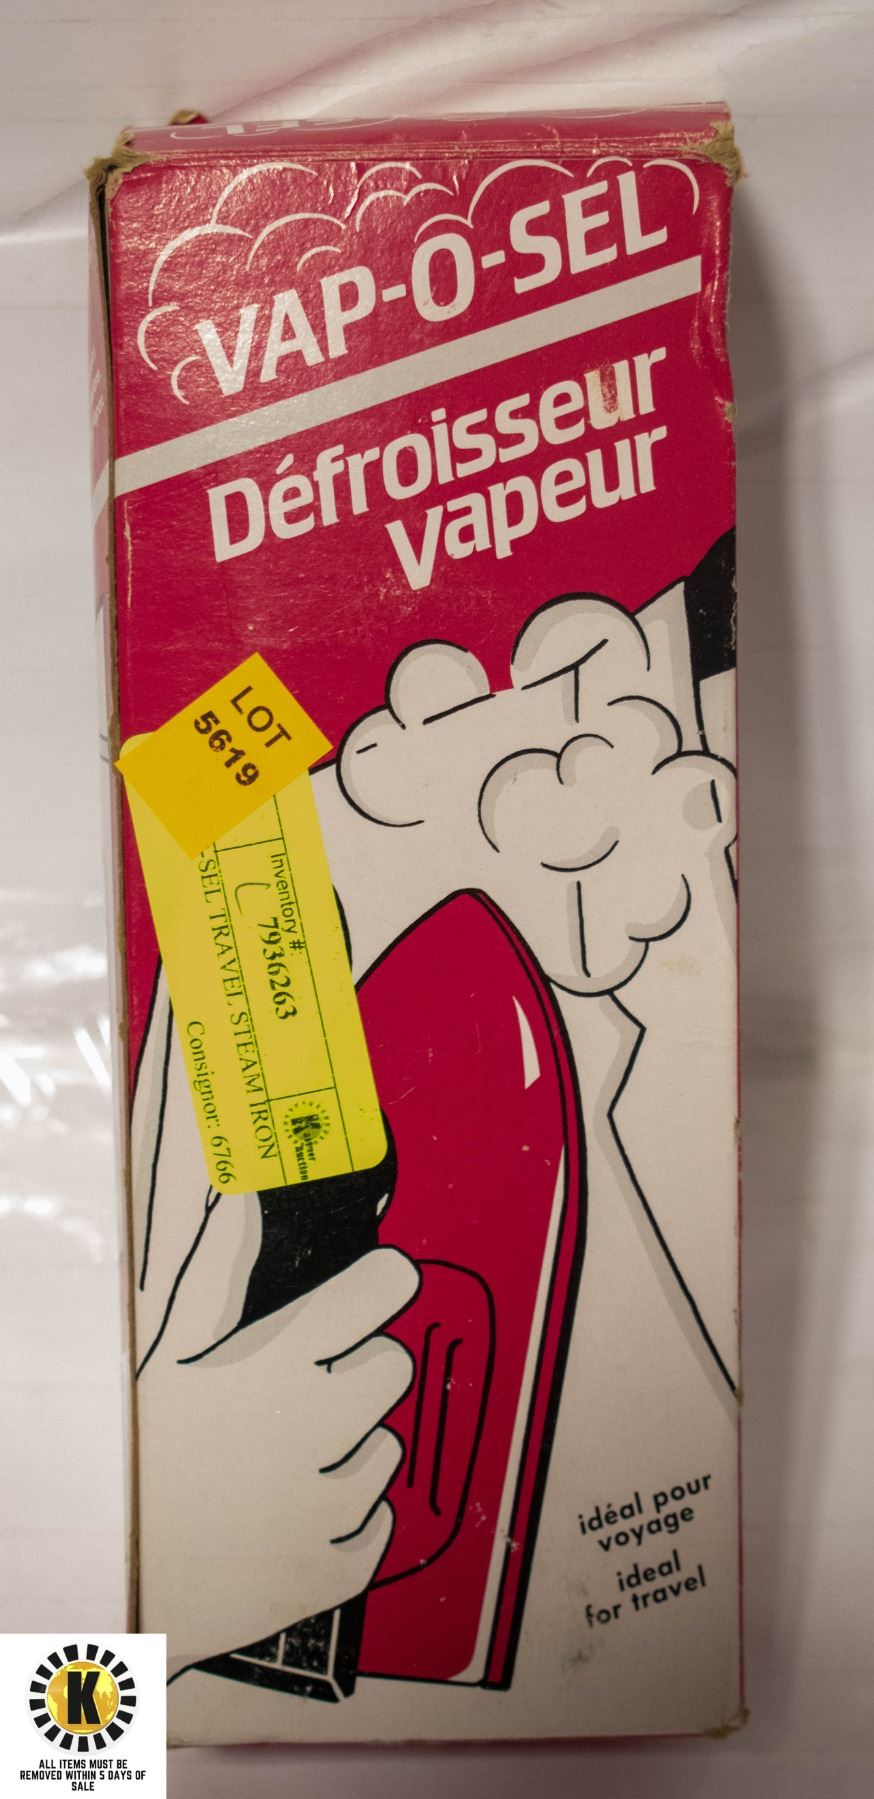 VAP-O-SEL
Défroisseur
vapeur
LOT
5619
Inventory #:
7936263
-SEL TRAVEL STEAM IRON
Consignor: 6766
K
Auction
idéal pour
voyage
ideal
for travel
K
ALL ITEMS MUST BE
REMOVED WITHIN 5 DAYS OF
SALE